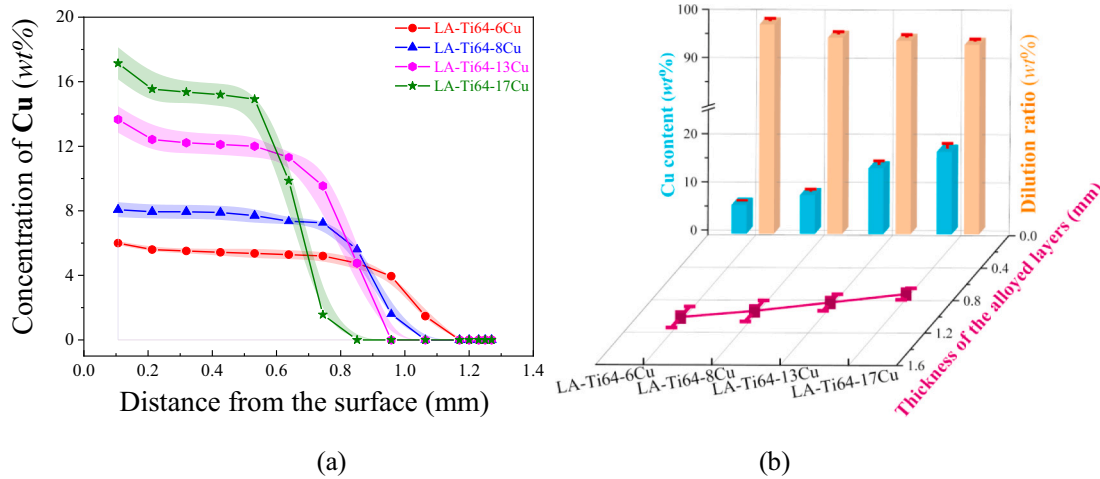 20
16
12
8
4
0
Concentration of Cu (wt%)
LA-Ti64-6Cu
LA-Ti64-8Cu
LA-Ti64-13Cu
LA-Ti64-17Cu
0.0 0.2 0.4 0.6 0.8 1.0 1.2 1.4
Distance from the surface (mm)
(a)
100
90
20
10
0
Cu content (wt%)
Dilution ratio (wt%)
0.0
0.4
0.8
1.2
1.6
Thickness of the alloyed layers (mm)
LA-Ti64-6Cu
LA-Ti64-8Cu
LA-Ti64-13Cu
LA-Ti64-17Cu
(b)